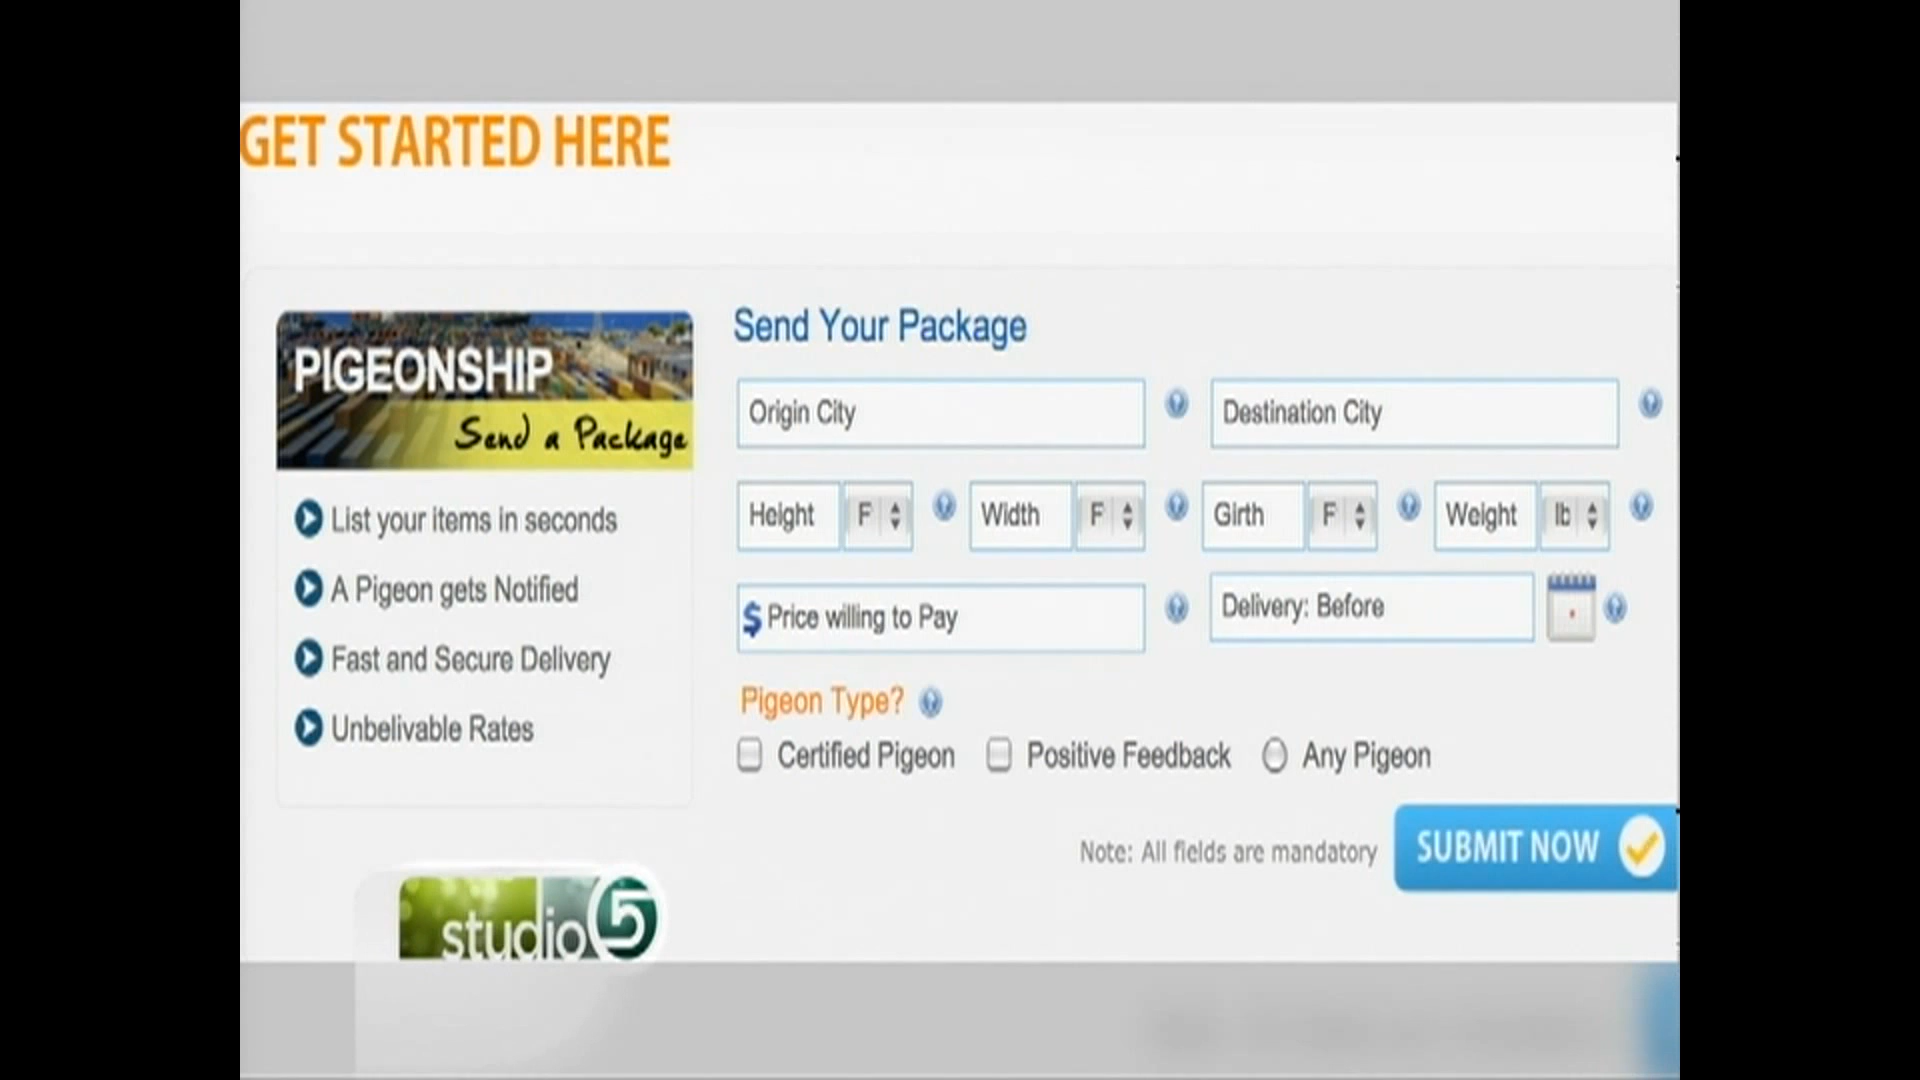 GET STARTED HERE
PIGEONSHIP
Send a Package
List your items in seconds
A Pigeon gets Notified
Fast and Secure Delivery
Unbelivable Rates
Send Your Package
Origin City
Destination City
Height F Width F Girth F Weight lb
$ Price willing to Pay
Delivery: Before
Pigeon Type?
Certified Pigeon Positive Feedback Any Pigeon
Note: All fields are mandatory
SUBMIT NOW
studio 5